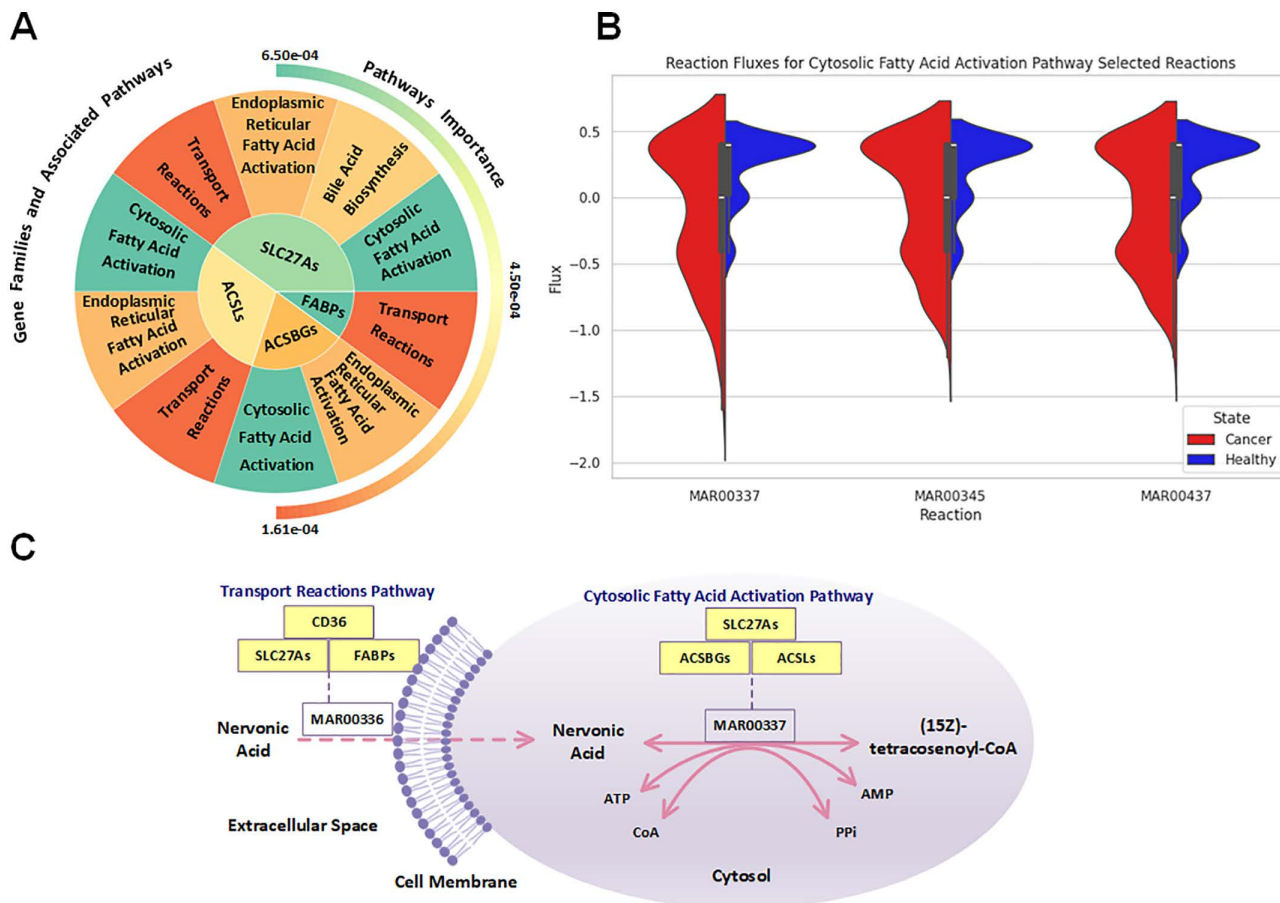 A
Gene Families and Associated Pathways
6.50e-04
Pathways Importance
4.50e-04
1.61e-04
Endoplasmic
Reticular
Fatty Acid
Activation
Bile Acid
Biosynthesis
Cytosolic
Fatty Acid
Activation
Transport
Reactions
Endoplasmic
Reticular
Fatty Acid
Activation
Cytosolic
Fatty Acid
Activation
Transport
Reactions
Endoplasmic
Reticular
Fatty Acid
Activation
Cytosolic
Fatty Acid
Activation
Transport
Reactions
SLC27As
FABPs
ACSBGs
ACSLs
B
Reaction Fluxes for Cytosolic Fatty Acid Activation Pathway Selected Reactions
Flux
0.5
0.0
−0.5
−1.0
−1.5
−2.0
State
Cancer
Healthy
MAR00337 MAR00345 MAR00437
Reaction
C
Transport Reactions Pathway
CD36
SLC27As FABPs
MAR00336
Nervonic
Acid
Extracellular Space
Cell Membrane
Cytosolic Fatty Acid Activation Pathway
SLC27As
ACSBGs ACSLs
MAR00337
Nervonic
Acid
(15Z)-
tetracosenoyl-CoA
ATP
AMP
CoA
PPi
Cytosol